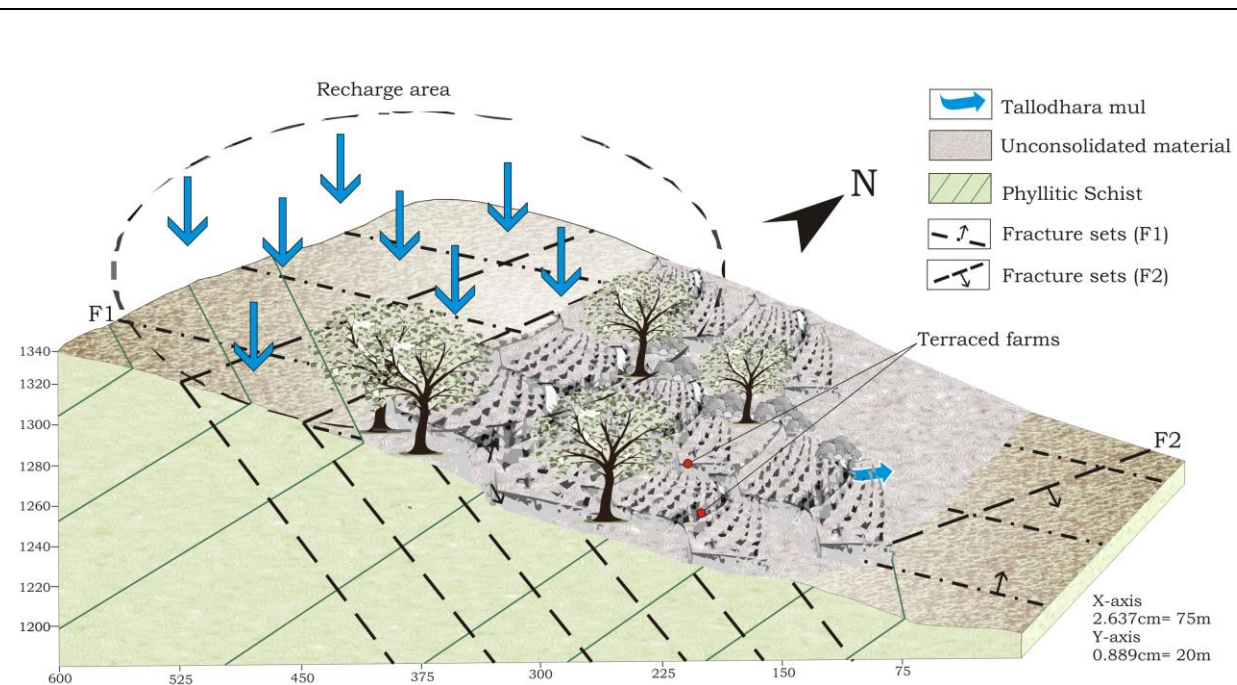 Recharge area
N
Tallodhara mul
Unconsolidated material
Phyllitic Schist
Fracture sets (F1)
Fracture sets (F2)
F1
Terraced farms
F2
1340
1320
1300
1280
1260
1240
1220
1200
600
525
450
375
300
225
150
75
X-axis
2.637cm= 75m
Y-axis
0.889cm= 20m